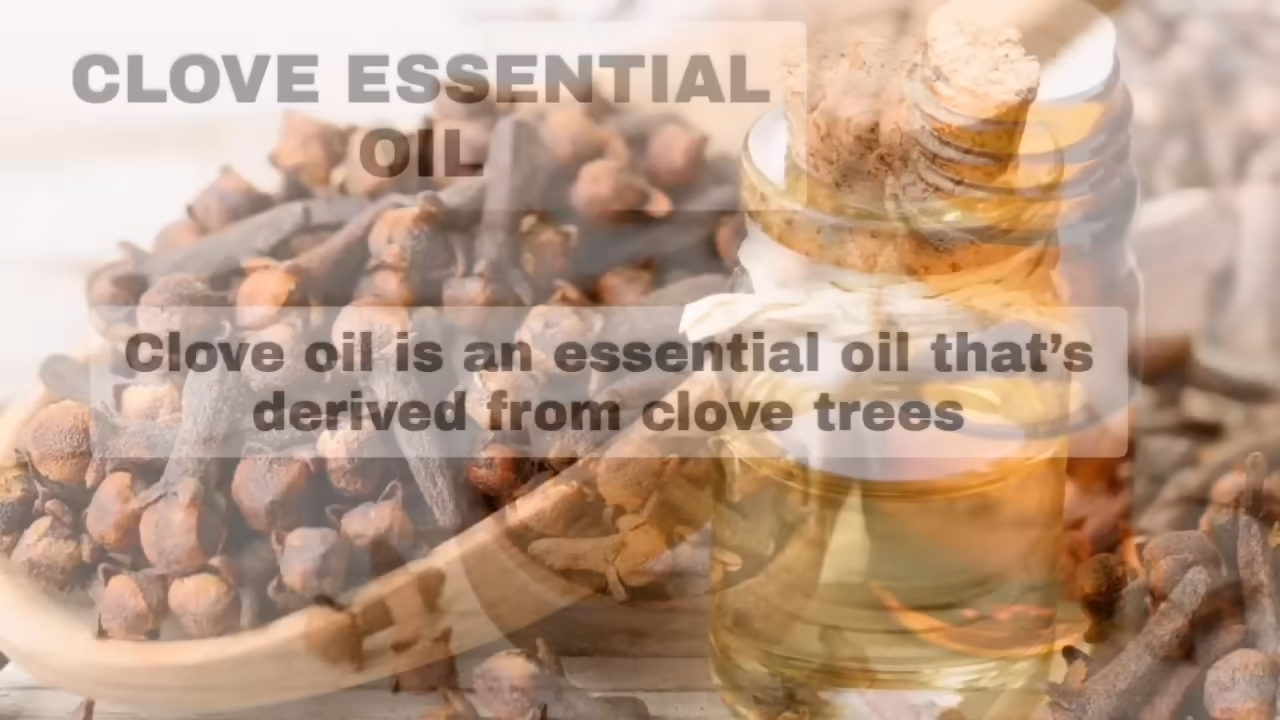 CLOVE ESSENTIAL
OIL
Clove oil is an essential oil that’s
derived from clove trees